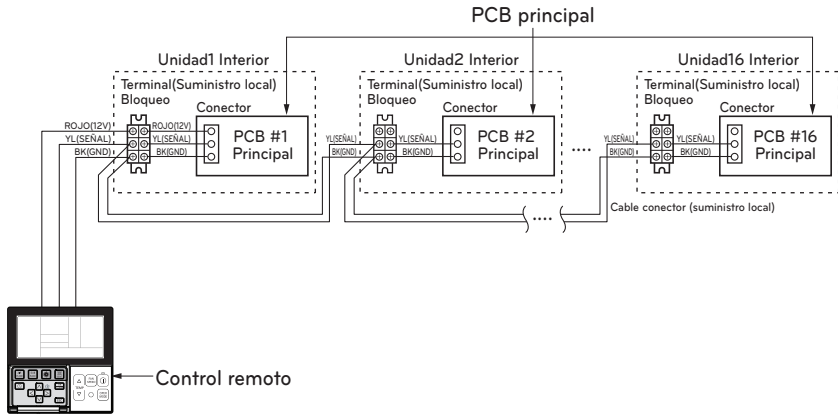 PCB principal
Unidad1 Interior
Unidad2 Interior
Unidad16 Interior
Terminal(Suministro local)
Bloqueo
Conector
Terminal(Suministro local)
Bloqueo
Conector
Terminal(Suministro local)
Bloqueo
Conector
ROJO(12V)
YL(SEÑAL)
BK(GND)
ROJO(12V)
YL(SEÑAL)
BK(GND)
PCB #1
Principal
YL(SEÑAL)
BK(GND)
YL(SEÑAL)
BK(GND)
PCB #2
Principal
....
YL(SEÑAL)
BK(GND)
YL(SEÑAL)
BK(GND)
PCB #16
Principal
....
Cable conector (suministro local)
Control remoto